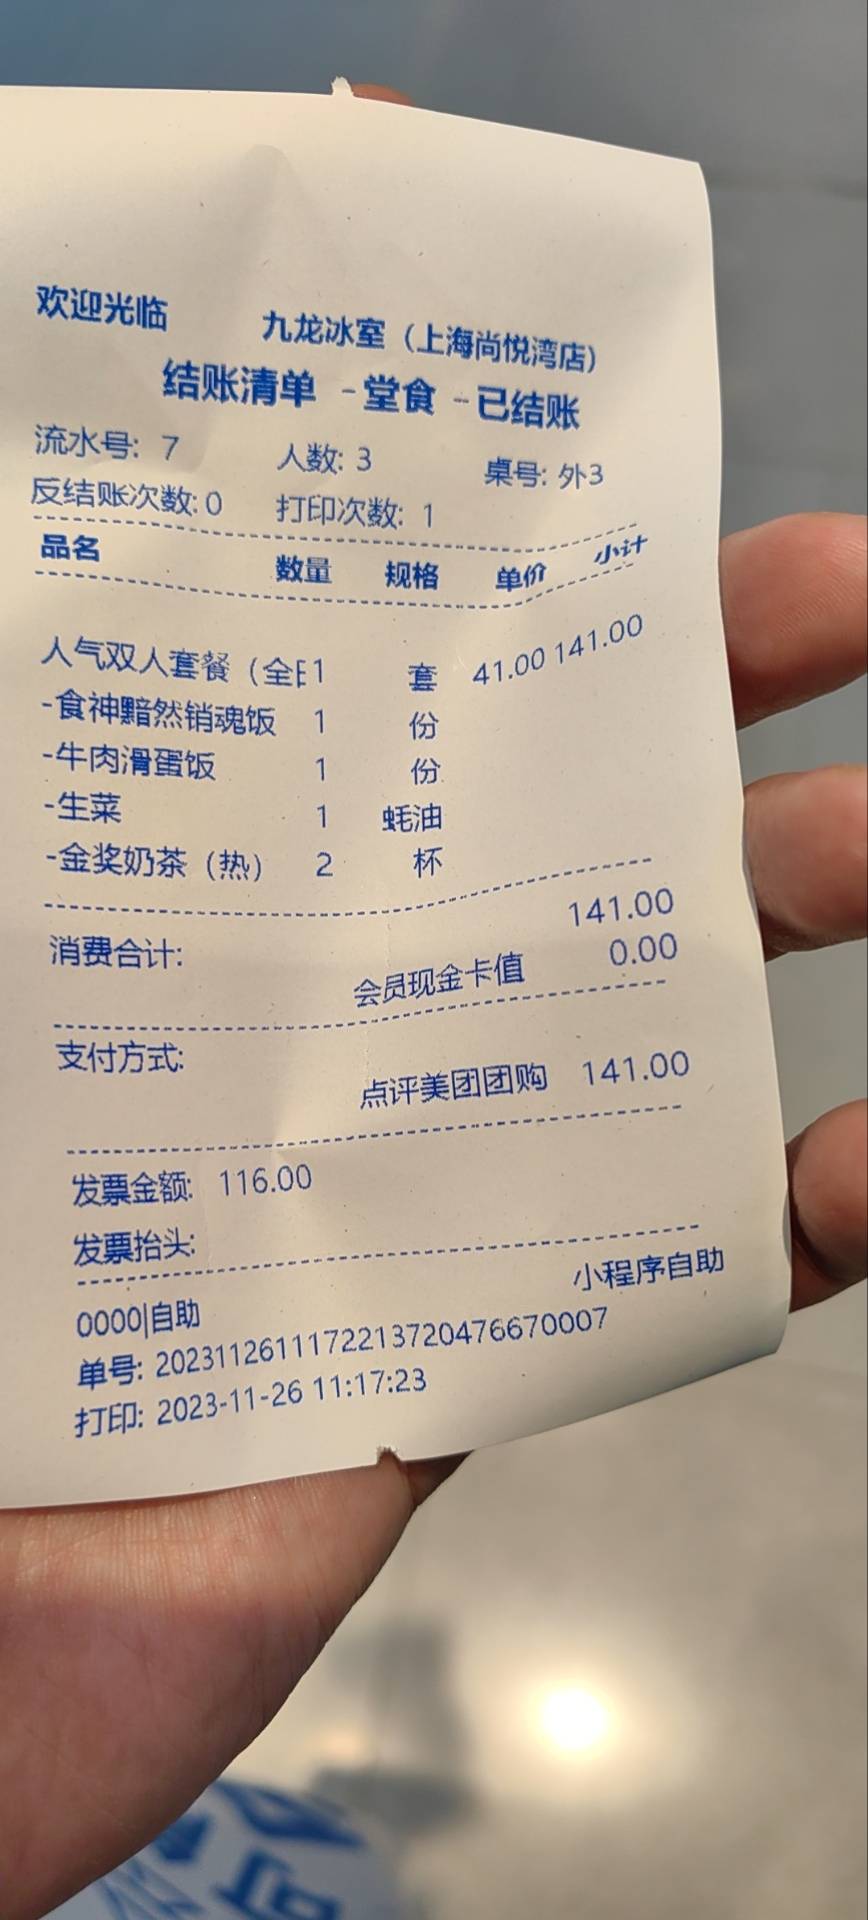 欢迎光临 九龙冰室（上海尚悦湾店）
结账清单 -堂食 -已结账
流水号: 7 人数: 3 桌号: 外3
反结账次数:0 打印次数: 1
品名 数量 规格 单价 小计
人气双人套餐（全日1 套 41.00 141.00
-食神黯然销魂饭 1 份
-牛肉滑蛋饭 1 份
-生菜 1 蚝油
-金奖奶茶（热） 2 杯
消费合计: 141.00
会员现金卡值 0.00
支付方式:
点评美团团购 141.00
发票金额: 116.00
发票抬头:
小程序自助
0000|自助
单号: 2023112611172213720476670007
打印: 2023-11-26 11:17:23